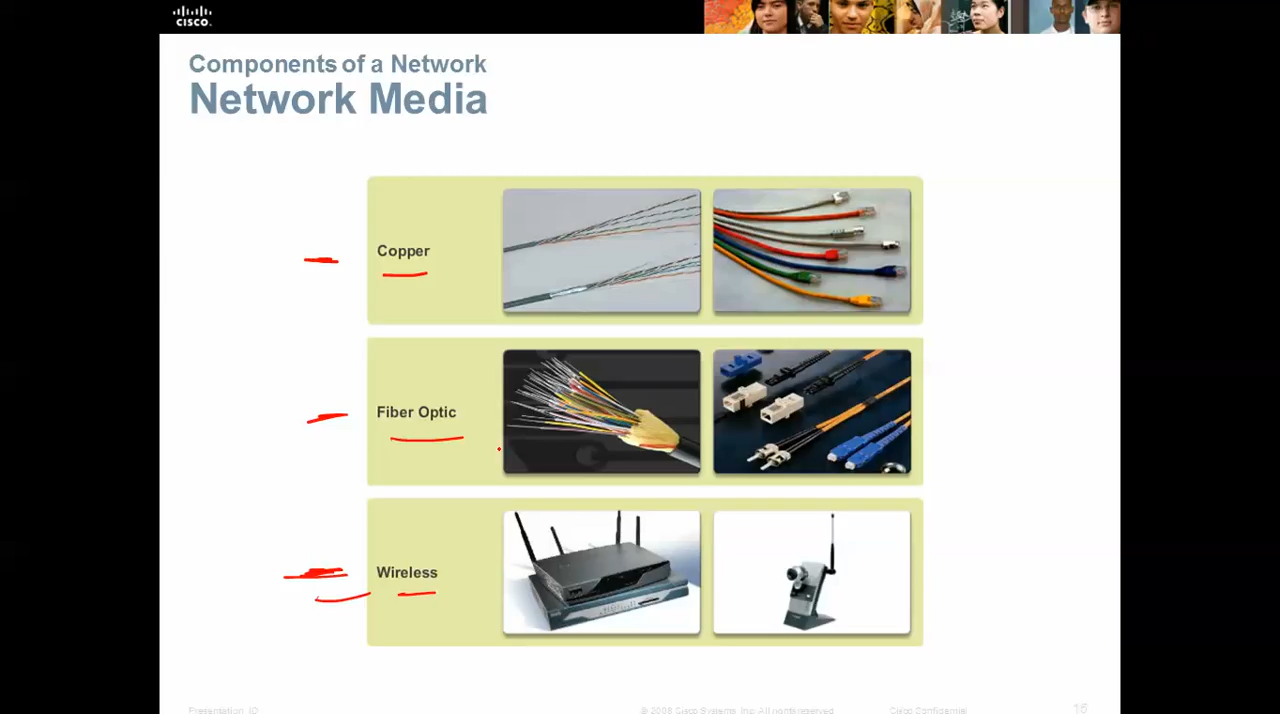 CISCO
Components of a Network
Network Media
Copper
Fiber Optic
Wireless
Presentation_ID
© 2008 Cisco Systems, Inc. All rights reserved.
Cisco Confidential
16